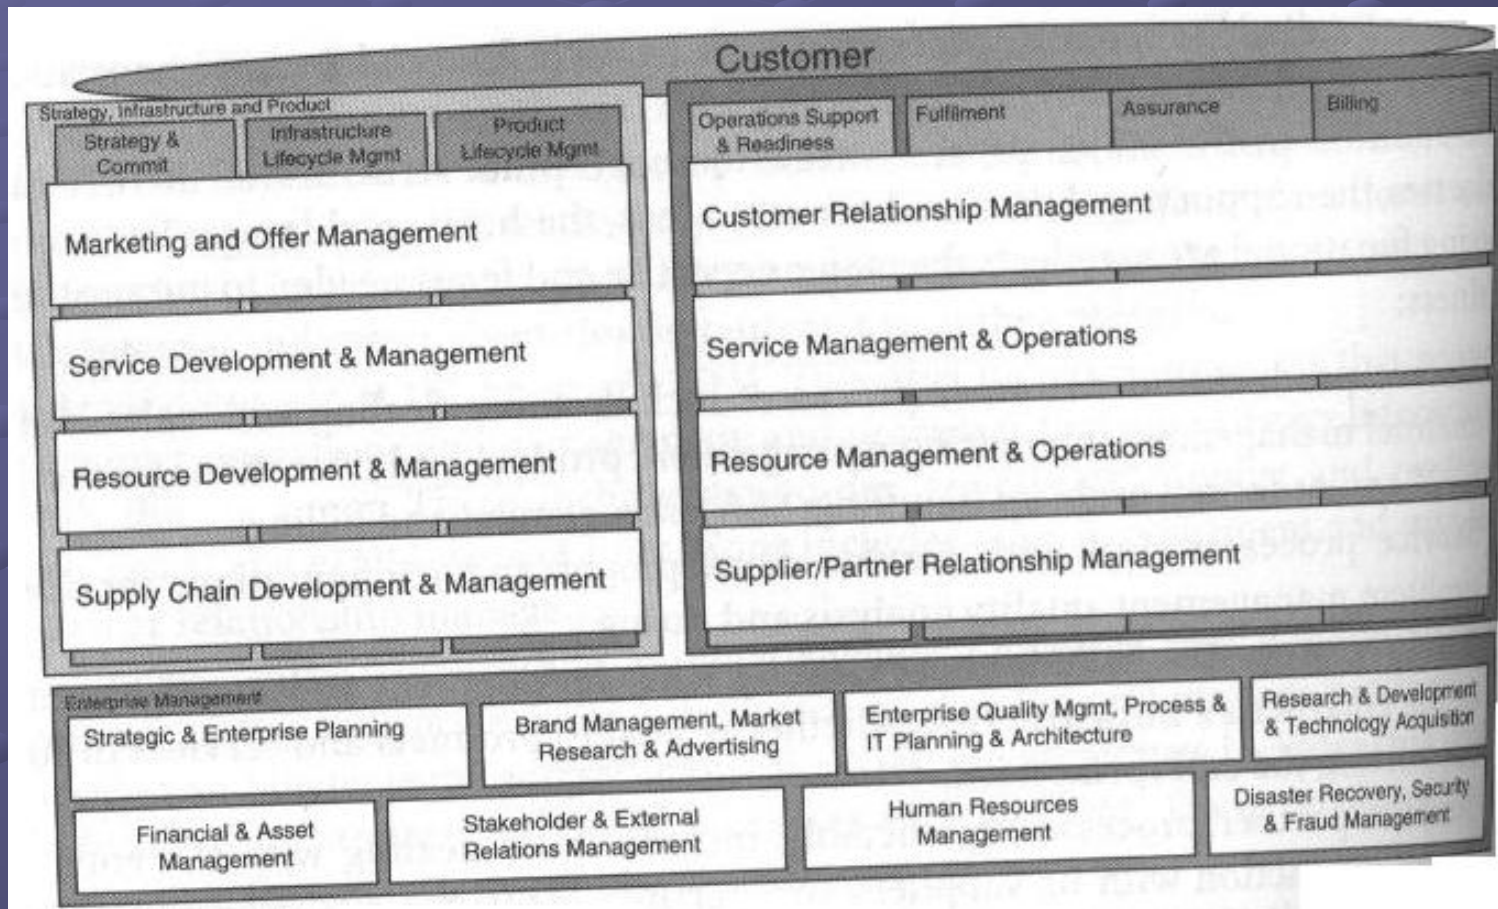 Customer
Strategy, Infrastructure and Product
Strategy &
Commit
Infrastructure
Lifecycle Mgmt
Product
Lifecycle Mgmt
Operations Support
& Readiness
Fulfilment
Assurance
Billing
Marketing and Offer Management
Service Development & Management
Resource Development & Management
Supply Chain Development & Management
Customer Relationship Management
Service Management & Operations
Resource Management & Operations
Supplier/Partner Relationship Management
Enterprise Management
Strategic & Enterprise Planning
Brand Management, Market
Research & Advertising
Enterprise Quality Mgmt, Process &
IT Planning & Architecture
Research & Development
& Technology Acquistion
Financial & Asset
Management
Stakeholder & External
Relations Management
Human Resources
Management
Disaster Recovery, Security
& Fraud Management